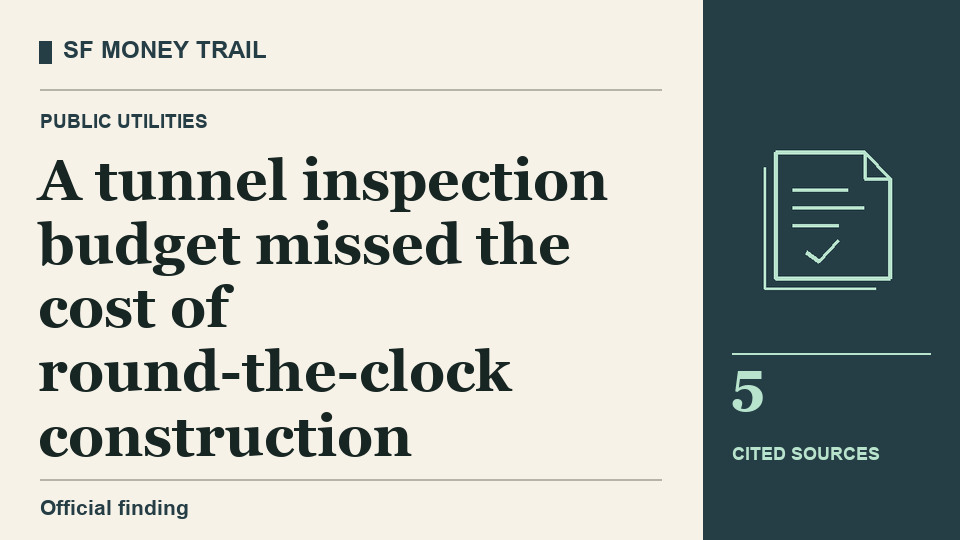 SF MONEY TRAIL
PUBLIC UTILITIES
A tunnel inspection
budget missed the
cost of
round-the-clock
construction
Official finding
5
CITED SOURCES